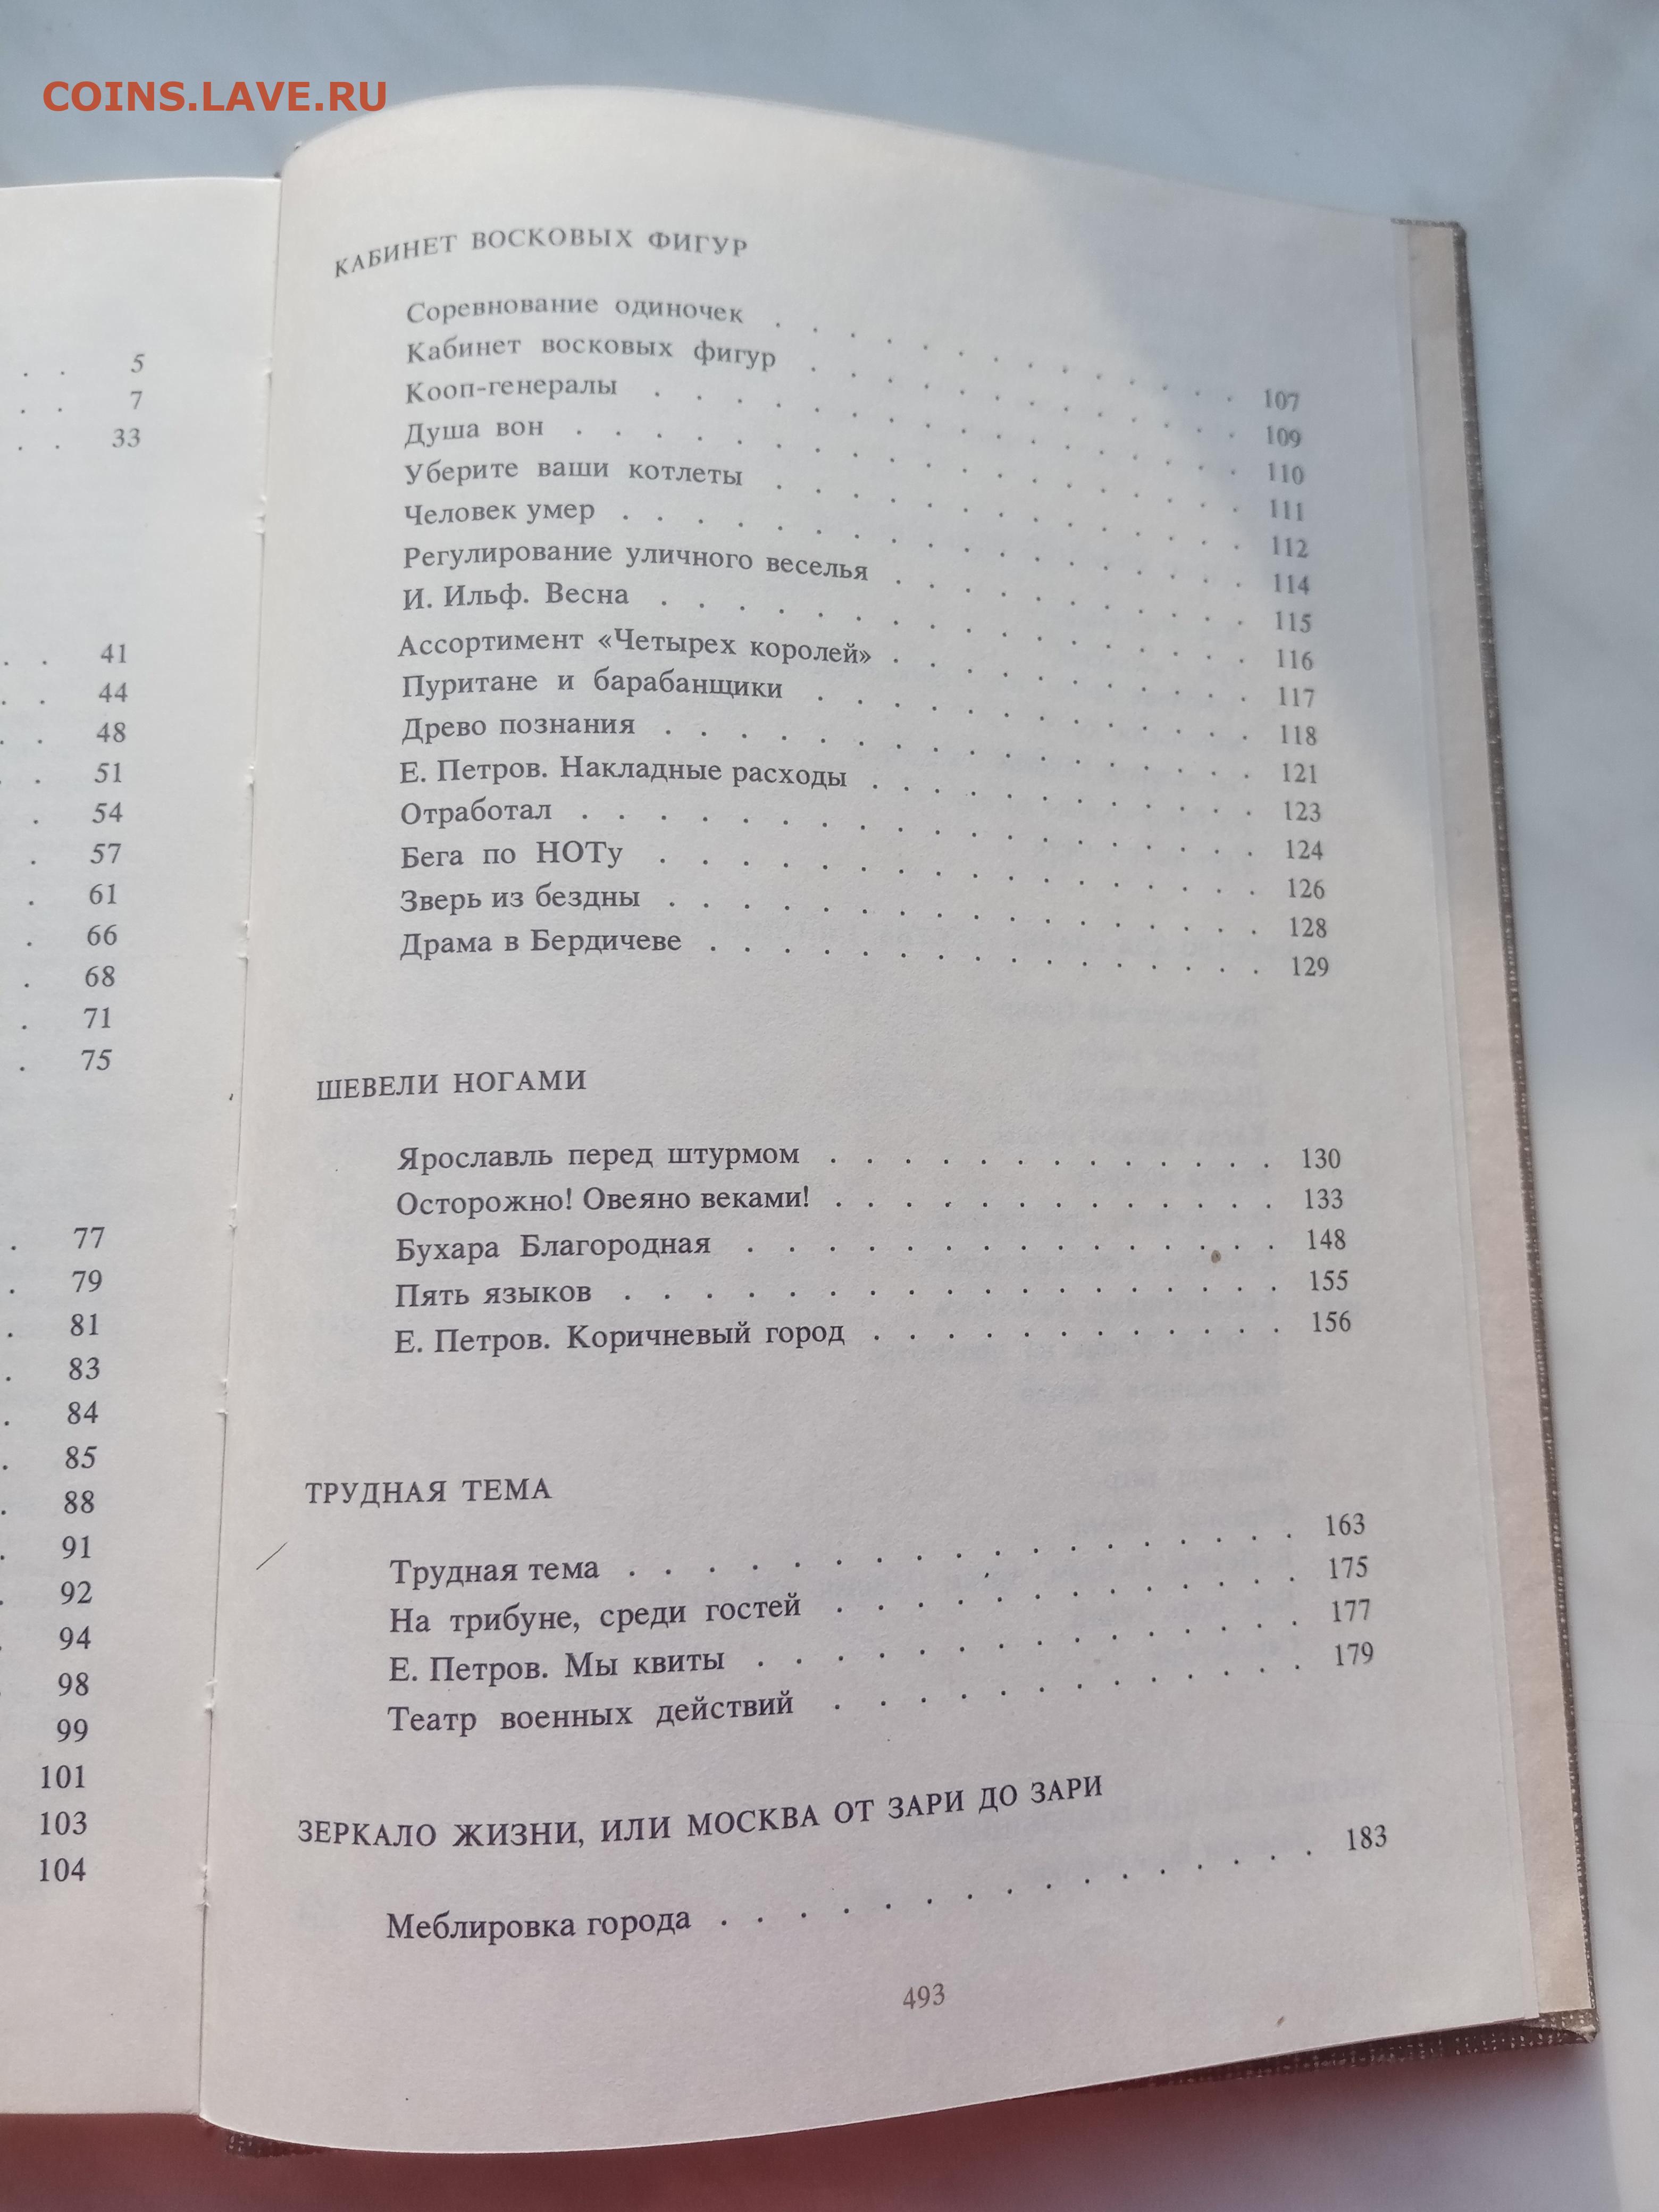 COINS.LAVE.RU
5
7
33
41
44
48
51
54
57
61
66
68
71
75
77
79
81
83
84
85
88
91
92
94
98
99
101
103
104
КАБИНЕТ ВОСКОВЫХ ФИГУР
Соревнование одиночек . . . . . . . . . . . . . 107
Кабинет восковых фигур . . . . . . . . . . . . 109
Кооп-генералы . . . . . . . . . . . . . . . . 110
Душа вон . . . . . . . . . . . . . . . . . . 111
Уберите ваши котлеты . . . . . . . . . . . . . 112
Человек умер . . . . . . . . . . . . . . . . . 114
Регулирование уличного веселья . . . . . . . . . . 115
И. Ильф. Весна . . . . . . . . . . . . . . . . 116
Ассортимент «Четырех королей» . . . . . . . . . . 117
Пуритане и барабанщики . . . . . . . . . . . . 118
Древо познания . . . . . . . . . . . . . . . . 121
Е. Петров. Накладные расходы . . . . . . . . . . . 123
Отработал . . . . . . . . . . . . . . . . . . 124
Бега по НОТу . . . . . . . . . . . . . . . . 126
Зверь из бездны . . . . . . . . . . . . . . . . 128
Драма в Бердичеве . . . . . . . . . . . . . . . 129
ШЕВЕЛИ НОГАМИ
Ярославль перед штурмом . . . . . . . . . . . . . 130
Осторожно! Овеяно веками! . . . . . . . . . . . . . 133
Бухара Благородная . . . . . . . . . . . . . . . 148
Пять языков . . . . . . . . . . . . . . . . . 155
Е. Петров. Коричневый город . . . . . . . . . . . . 156
ТРУДНАЯ ТЕМА
Трудная тема . . . . . . . . . . . . . . . . . 163
На трибуне, среди гостей . . . . . . . . . . . . . 175
Е. Петров. Мы квиты . . . . . . . . . . . . . . 177
Театр военных действий . . . . . . . . . . . . . 179
ЗЕРКАЛО ЖИЗНИ, ИЛИ МОСКВА ОТ ЗАРИ ДО ЗАРИ
Меблировка города . . . . . . . . . . . . . . . 183
493